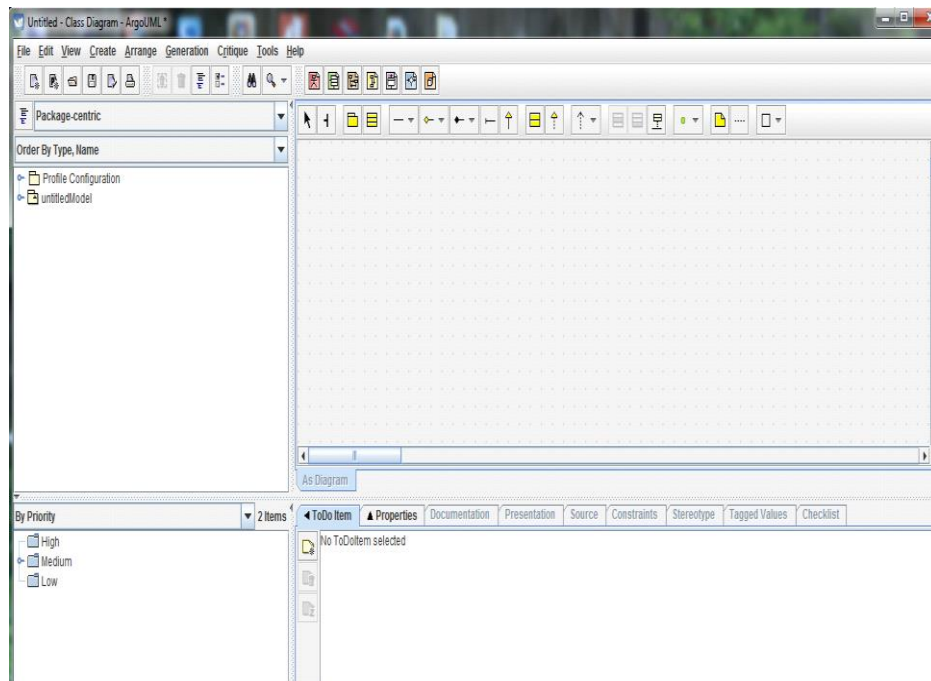 Untitled - Class Diagram - ArgoUML *
File Edit View Create Arrange Generation Critique Tools Help
Package-centric
Order By Type, Name
Profile Configuration
untitledModel
As Diagram
By Priority 2 Items
High
Medium
Low
ToDo Item Properties Documentation Presentation Source Constraints Stereotype Tagged Values Checklist
No ToDoItem selected